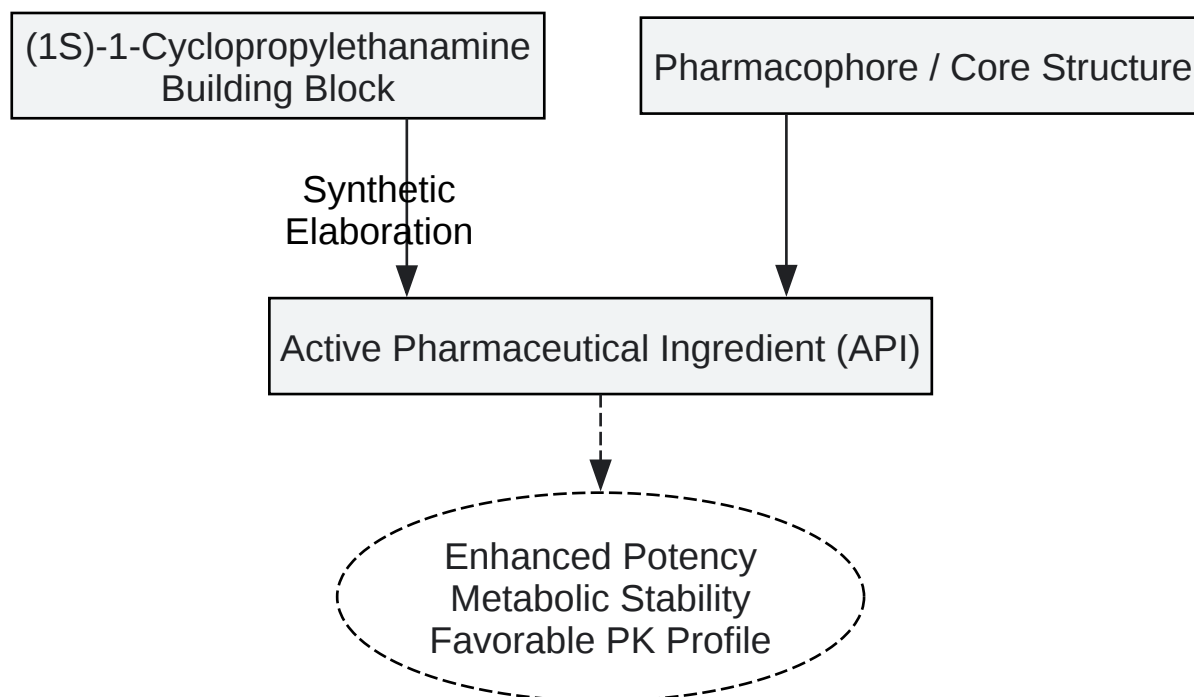 (1S)-1-Cyclopropylethanamine
Building Block
Pharmacophore / Core Structure
Synthetic
Elaboration
Active Pharmaceutical Ingredient (API)
Enhanced Potency
Metabolic Stability
Favorable PK Profile